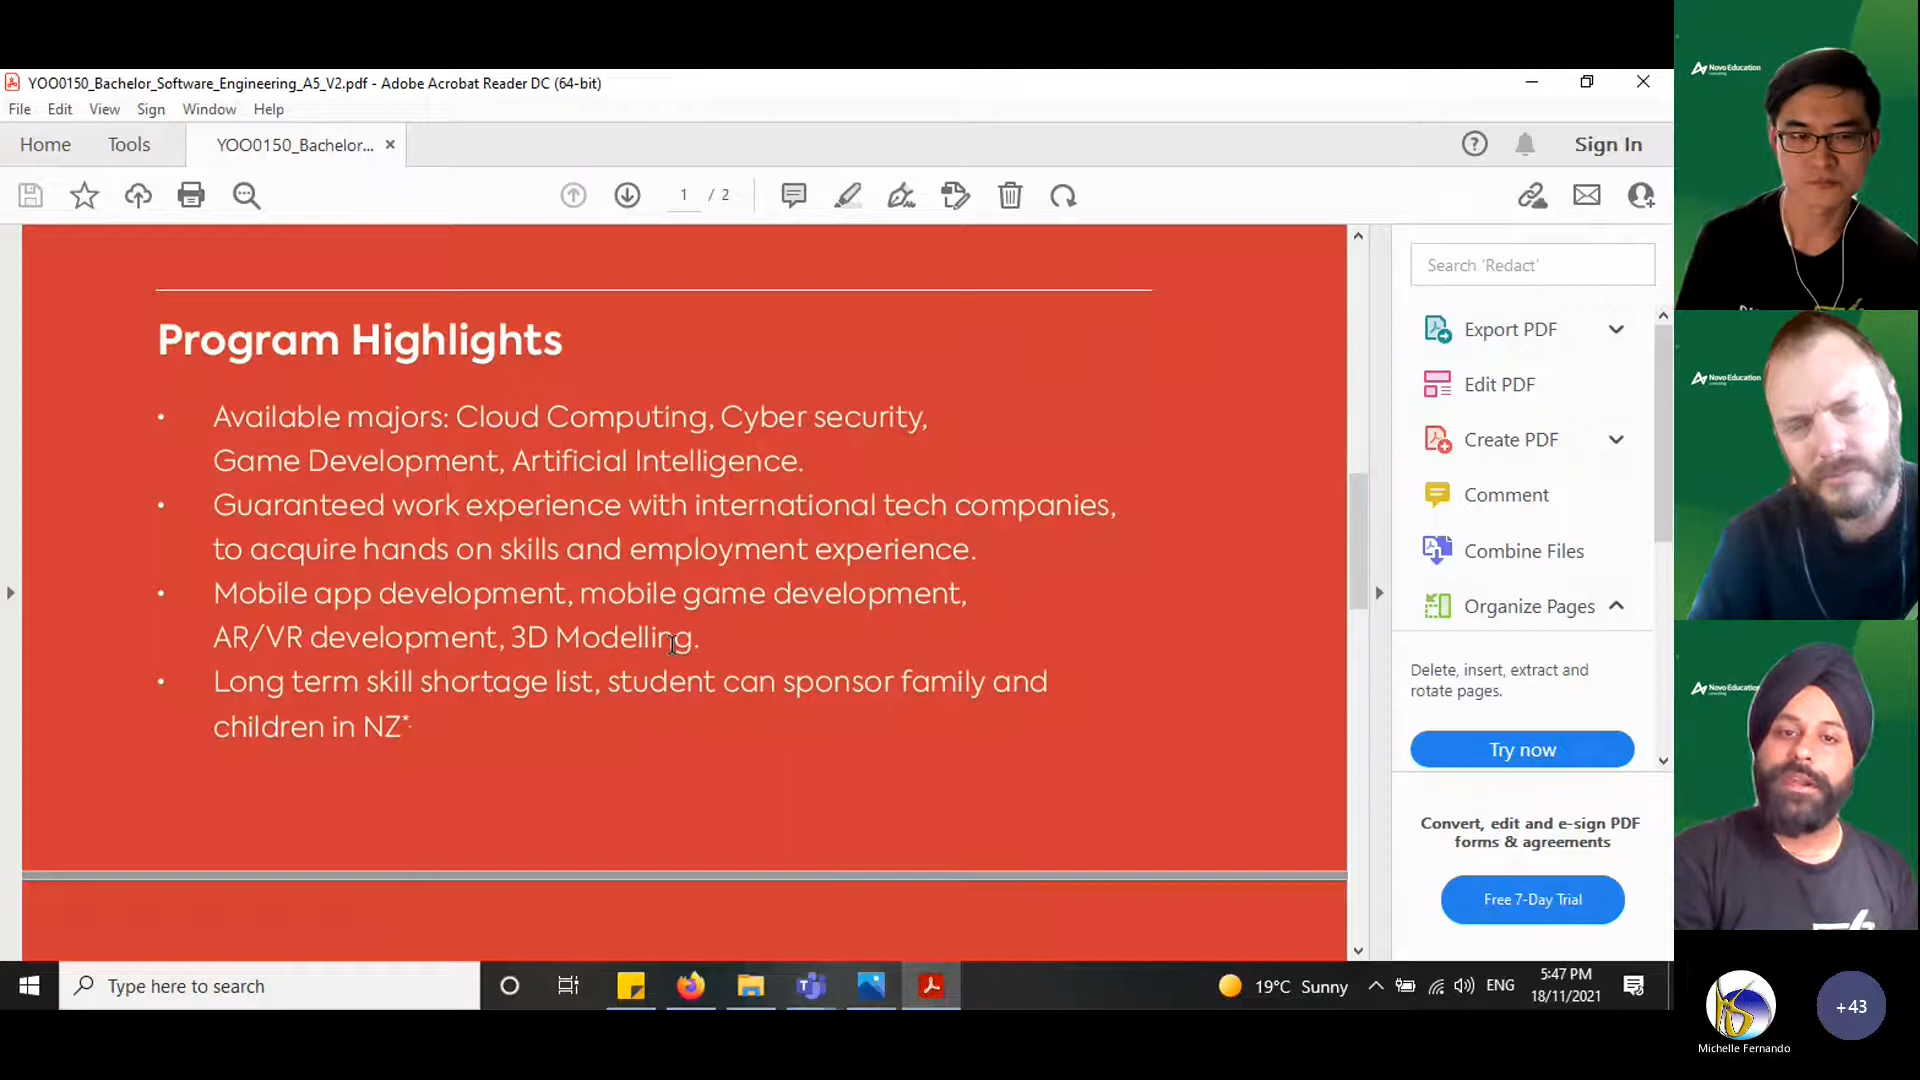 YOO0150_Bachelor_Software_Engineering_A5_V2.pdf - Adobe Acrobat Reader DC (64-bit)
File Edit View Sign Window Help
Home Tools YOO0150_Bachelor... × Sign In
1 / 2
Program Highlights
• Available majors: Cloud Computing, Cyber security,
Game Development, Artificial Intelligence.
• Guaranteed work experience with international tech companies,
to acquire hands on skills and employment experience.
• Mobile app development, mobile game development,
AR/VR development, 3D Modelling.
• Long term skill shortage list, student can sponsor family and
children in NZ*.
Search 'Redact'
Export PDF
Edit PDF
Create PDF
Comment
Combine Files
Organize Pages
Delete, insert, extract and
rotate pages.
Try now
Convert, edit and e-sign PDF
forms & agreements
Free 7-Day Trial
Type here to search
19°C Sunny
ENG
5:47 PM
18/11/2021
Novo Education
Novo Education
Novo Education
Michelle Fernando
+43